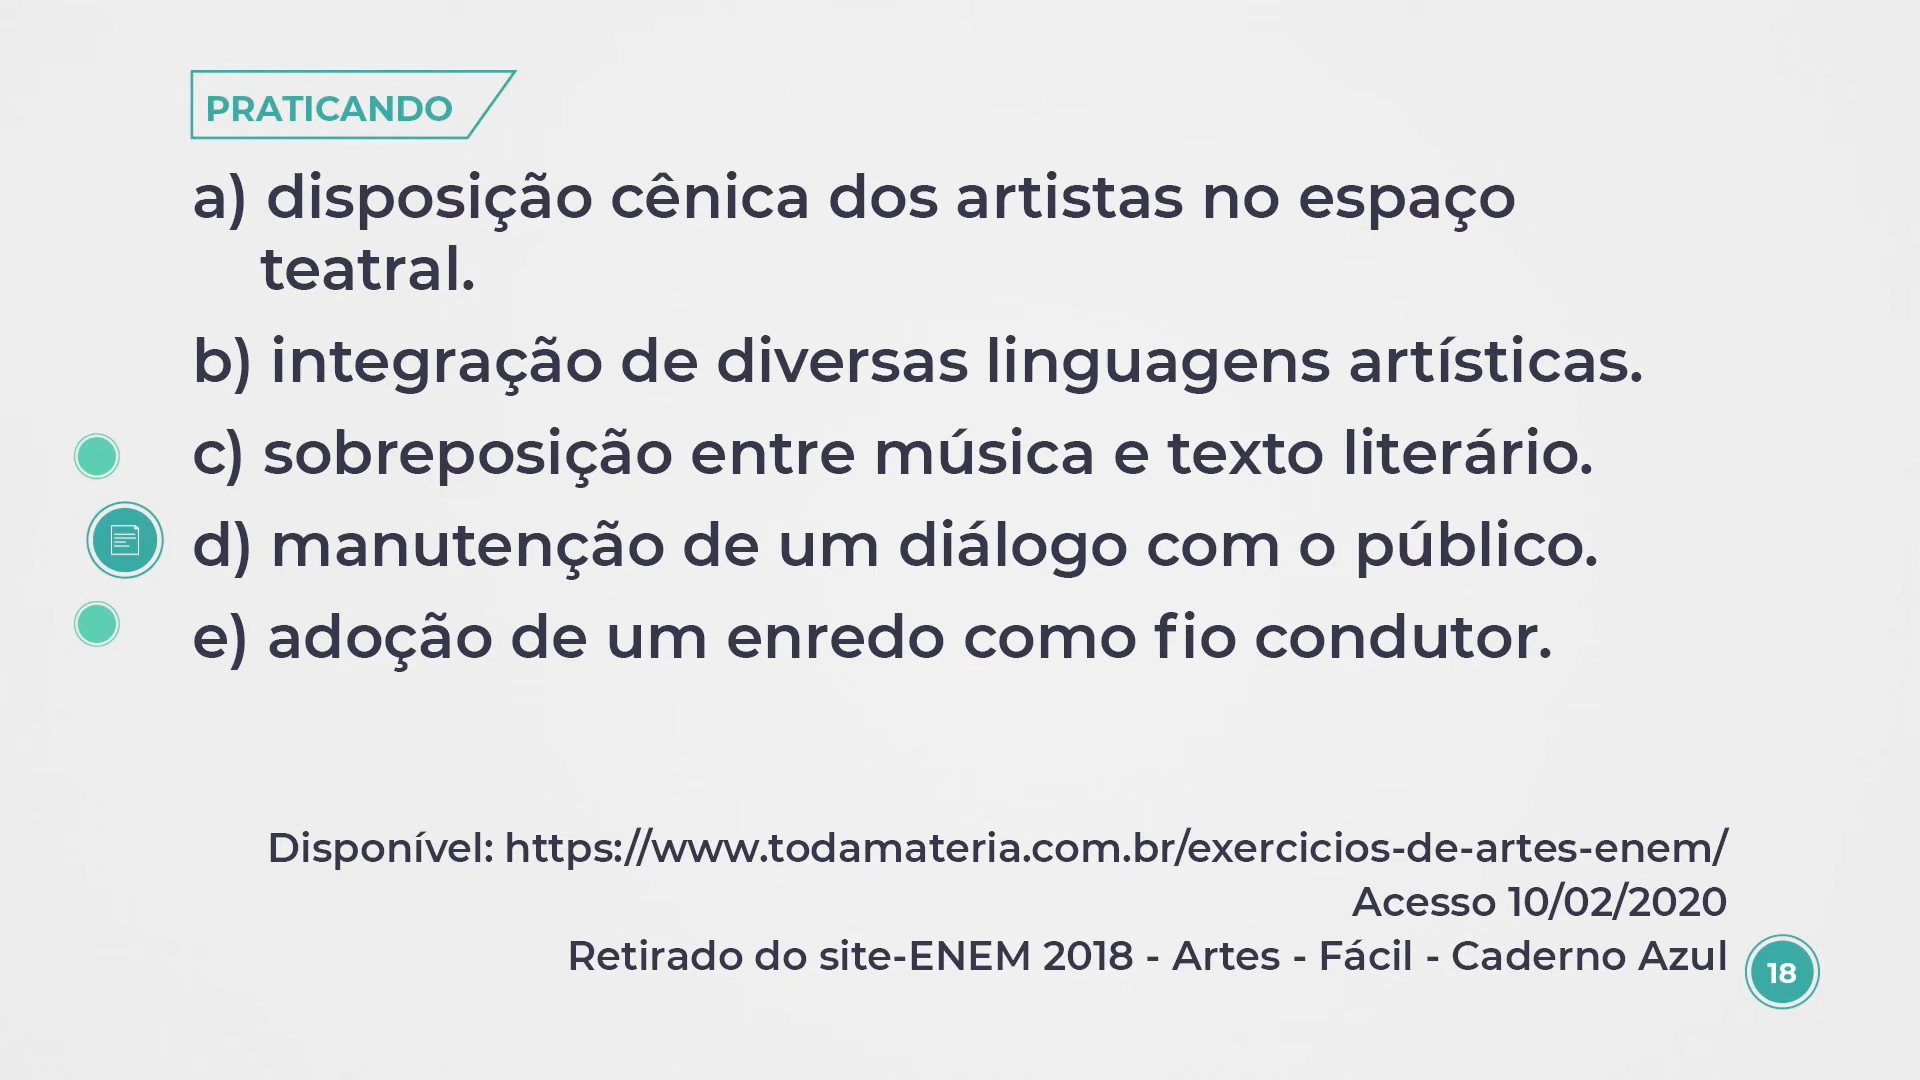 PRATICANDO
a) disposição cênica dos artistas no espaço
teatral.
b) integração de diversas linguagens artísticas.
c) sobreposição entre música e texto literário.
d) manutenção de um diálogo com o público.
e) adoção de um enredo como fio condutor.
Disponível: https://www.todamateria.com.br/exercicios-de-artes-enem/
Acesso 10/02/2020
Retirado do site-ENEM 2018 - Artes - Fácil - Caderno Azul
18